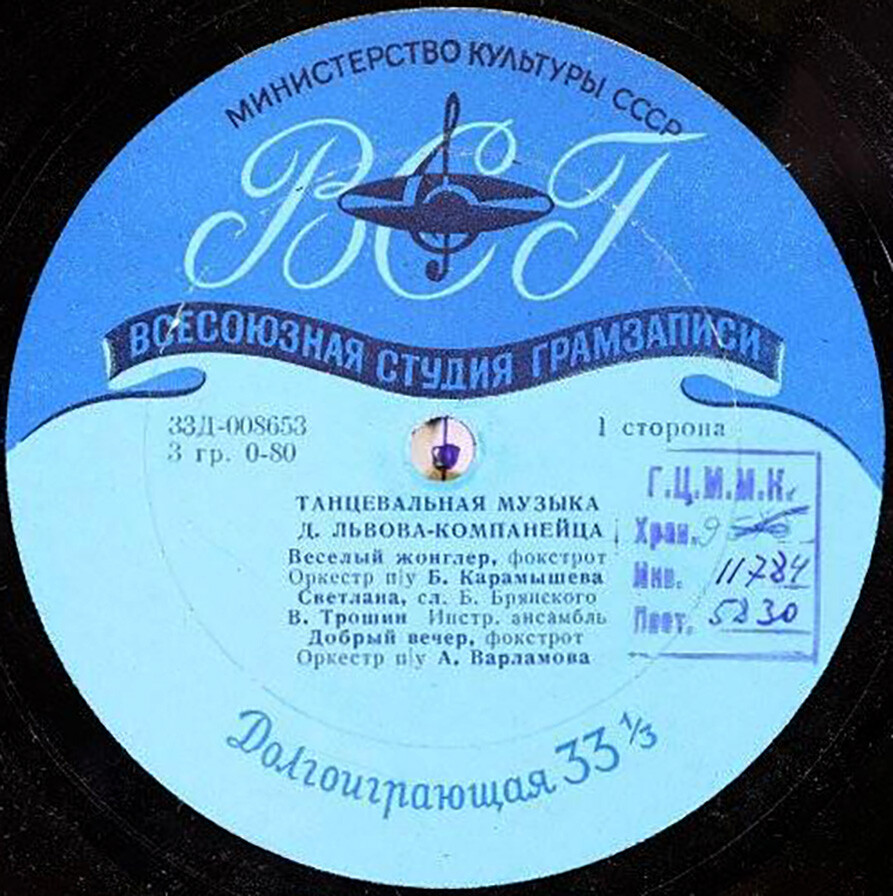 МИНИСТЕРСТВО КУЛЬТУРЫ СССР
ВСГ
ВСЕСОЮЗНАЯ СТУДИЯ ГРАМЗАПИСИ
33Д-008653
3 гр. 0-80
1 сторона
ТАНЦЕВАЛЬНАЯ МУЗЫКА
Д. ЛЬВОВА-КОМПАНЕЙЦА
Веселый жонглер, фокстрот
Оркестр п/у Б. Карамышева
Светлана, сл. Б. Брянского
В. Трошин Инстр. ансамбль
Добрый вечер, фокстрот
Оркестр п/у А. Варламова
Г.Ц.М.М.К.
Хран. 9
Инв. 11784
5830
Долгоиграющая 33 1/3